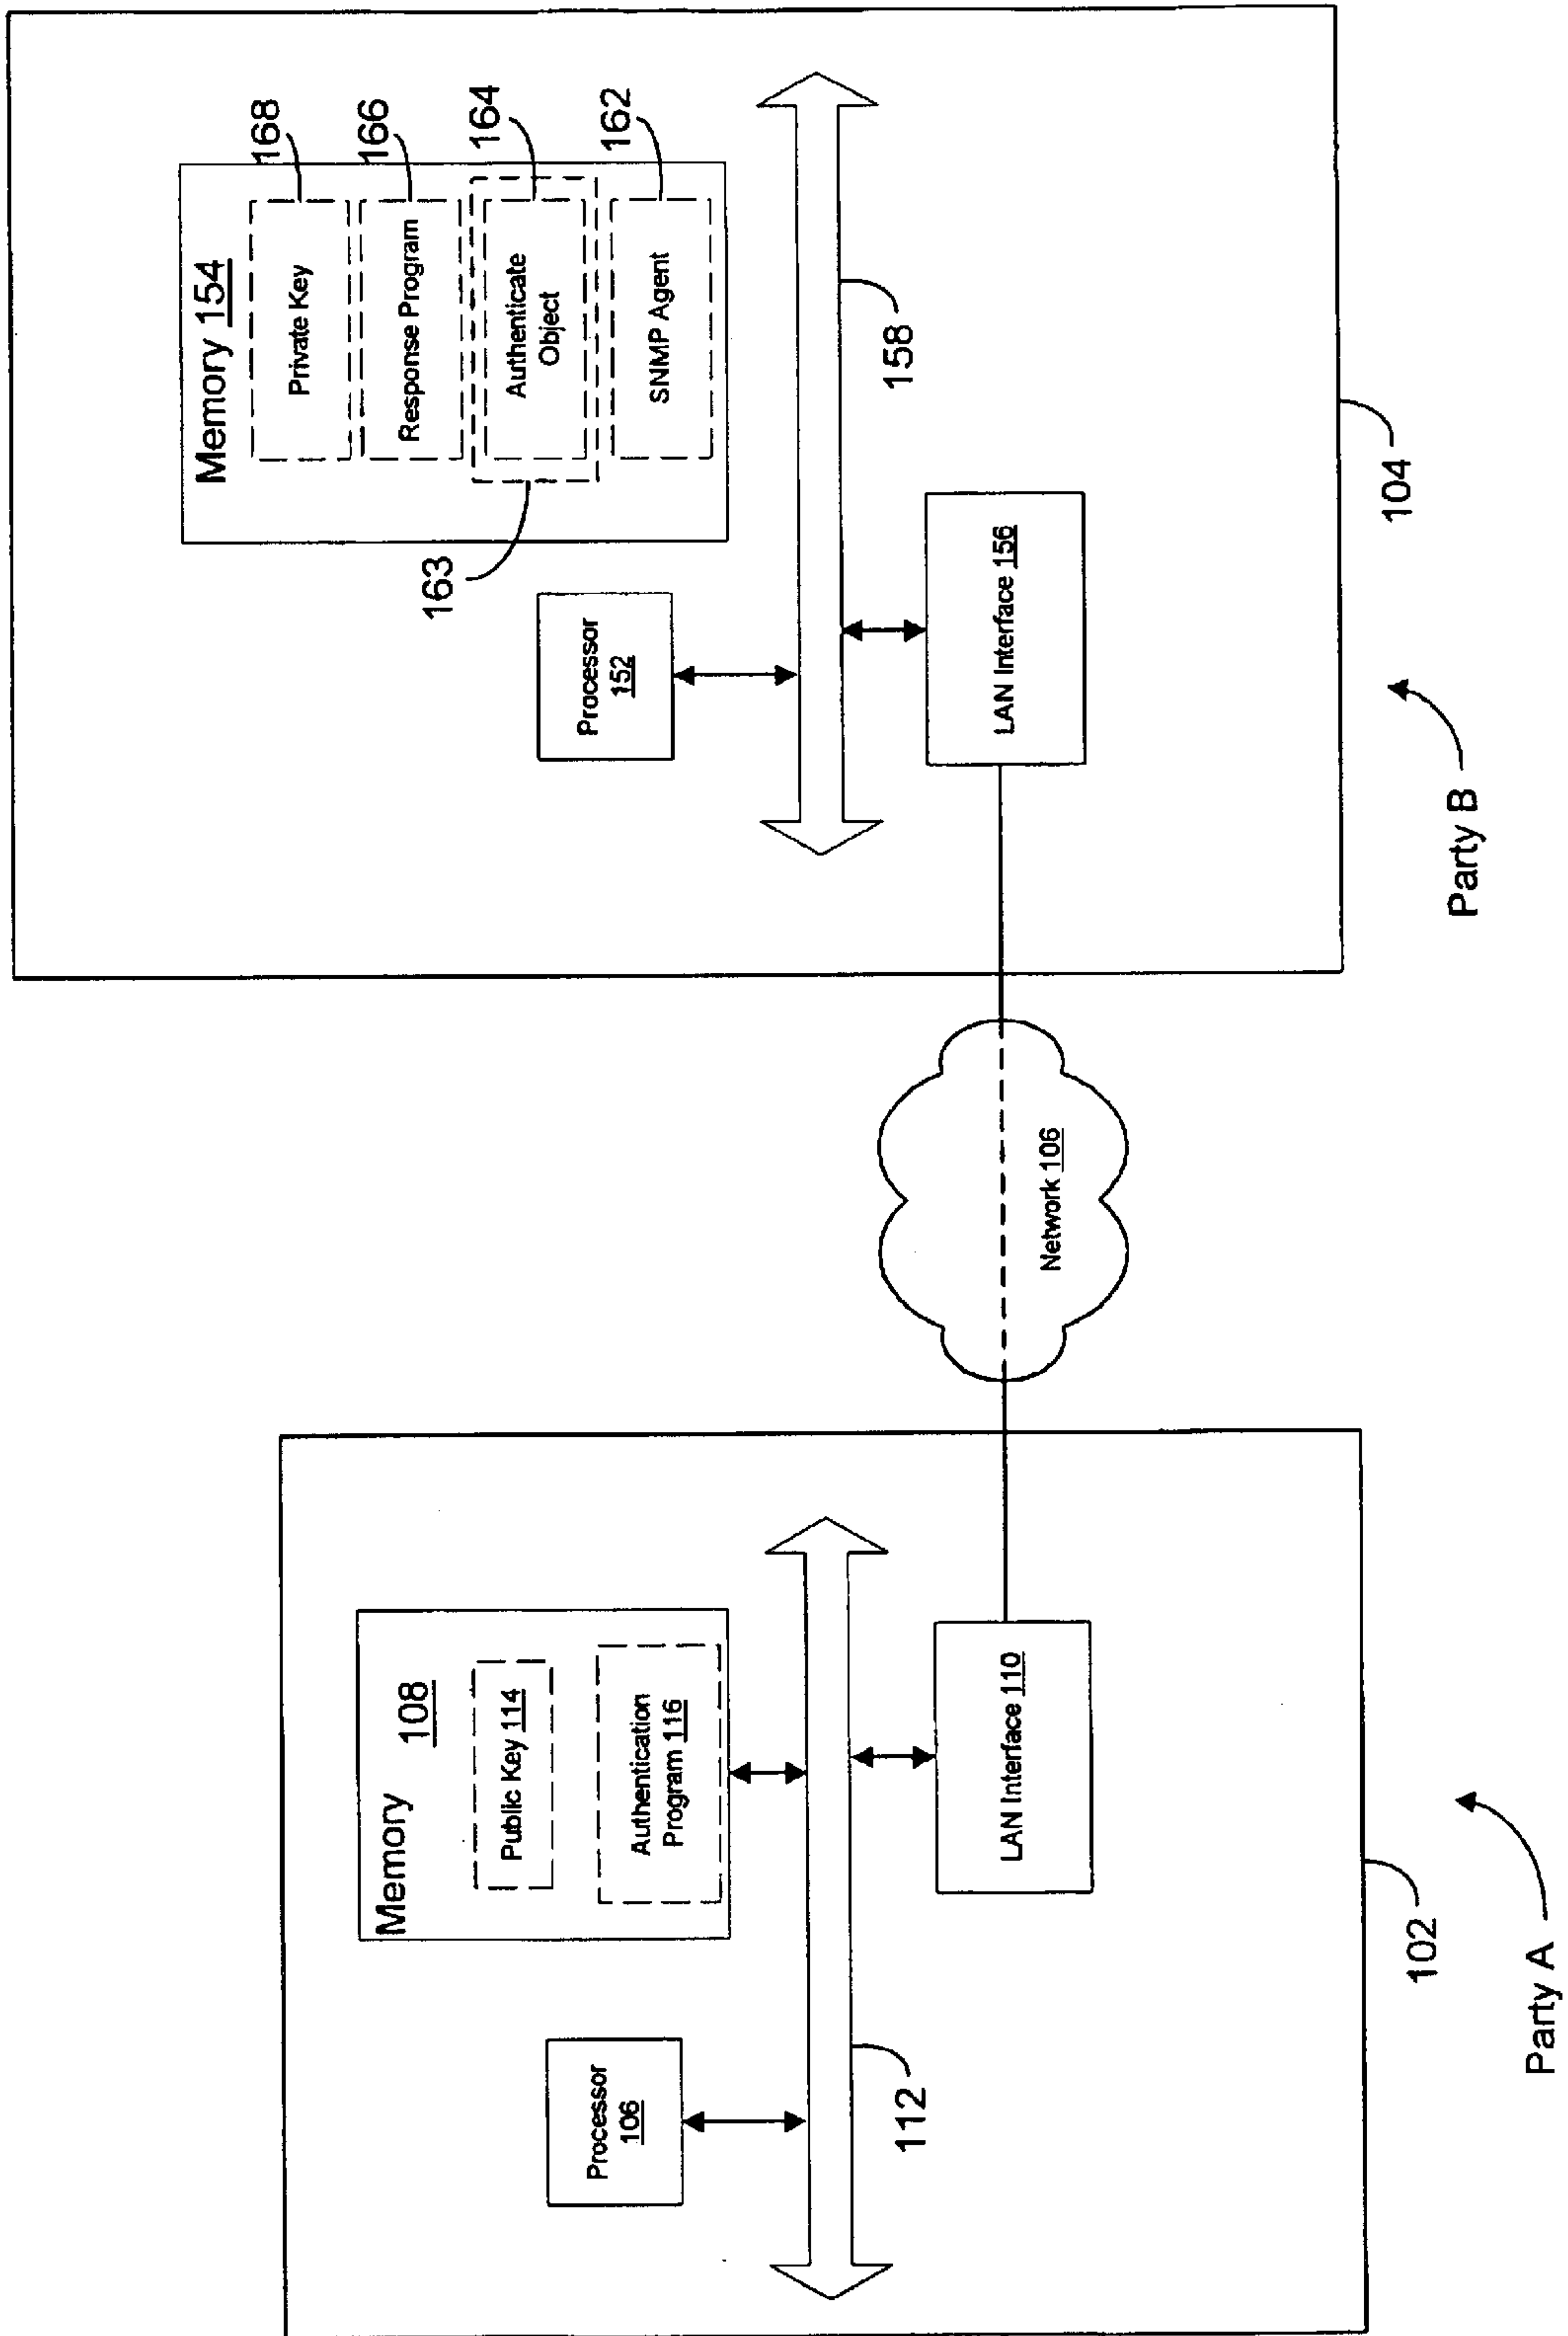 Memory
108
Public Key 114
Authentication
Program 116
Processor
106
112
LAN Interface 110
102
Party A
Network 106
Memory 154
168
Private Key
166
Response Program
164
Authenticate
Object
162
SNMP Agent
163
Processor
152
158
LAN Interface 156
104
Party B